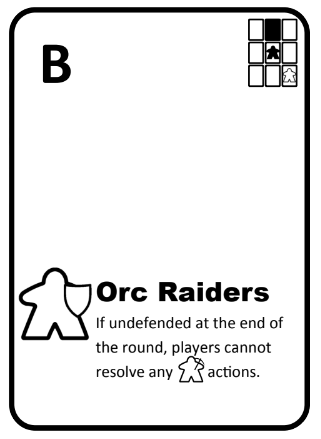 B
Orc Raiders
If undefended at the end of
the round, players cannot
resolve any actions.